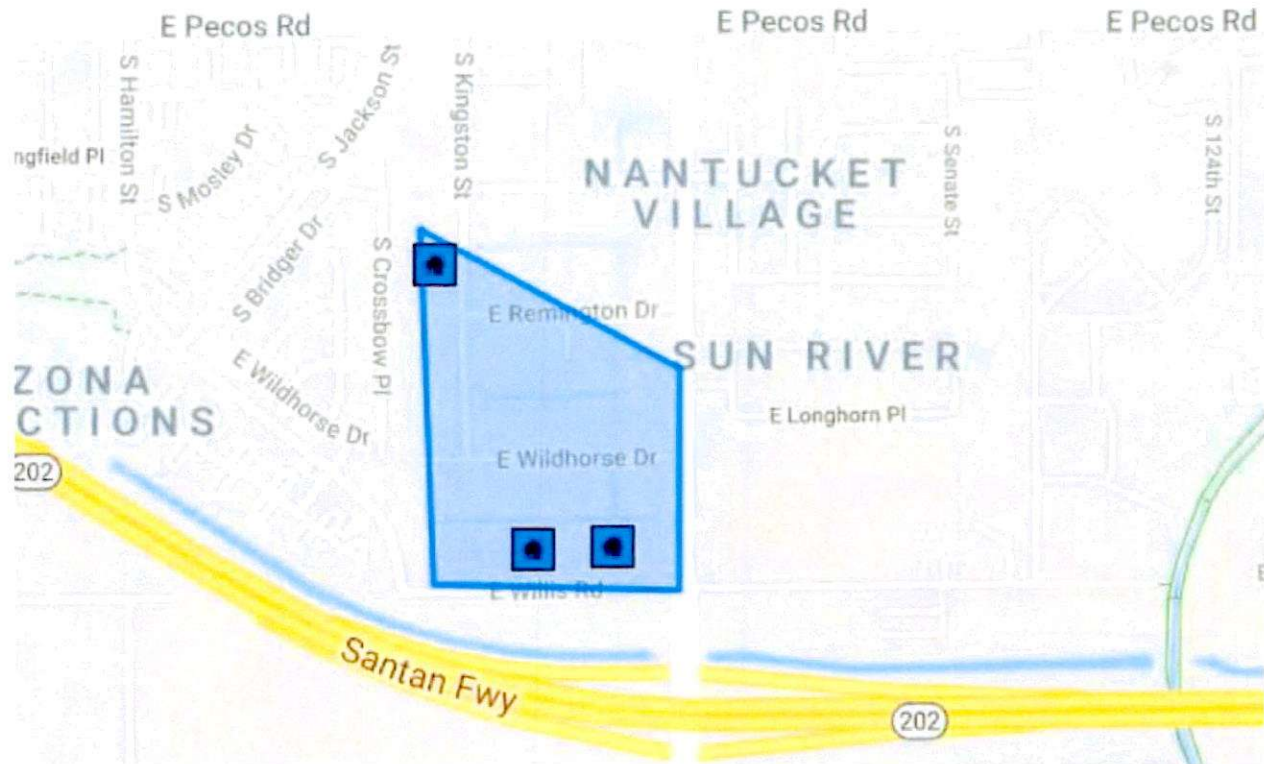 E Pecos Rd
E Pecos Rd
E Pecos Rd
S Hamilton St
S Jackson St
S Kingston St
S Mosley Dr
ngfield Pl
S Senate St
S 124th St
NANTUCKET
VILLAGE
S Bridger Dr
S Crossbow Pl
E Remington Dr
SUN RIVER
E Wildhorse Dr
ZONA
CTIONS
E Longhorn Pl
E Wildhorse Dr
202
E Willis Rd
Santan Fwy
202
E